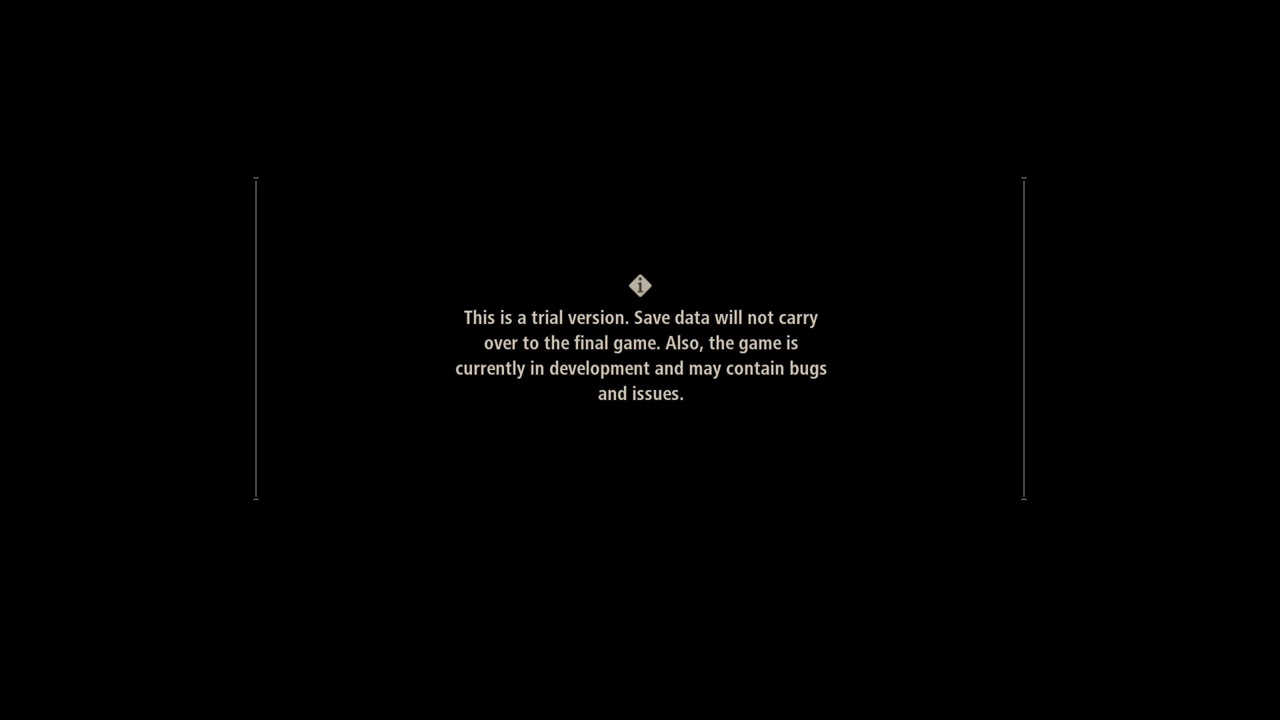 This is a trial version. Save data will not carry
over to the final game. Also, the game is
currently in development and may contain bugs
and issues.